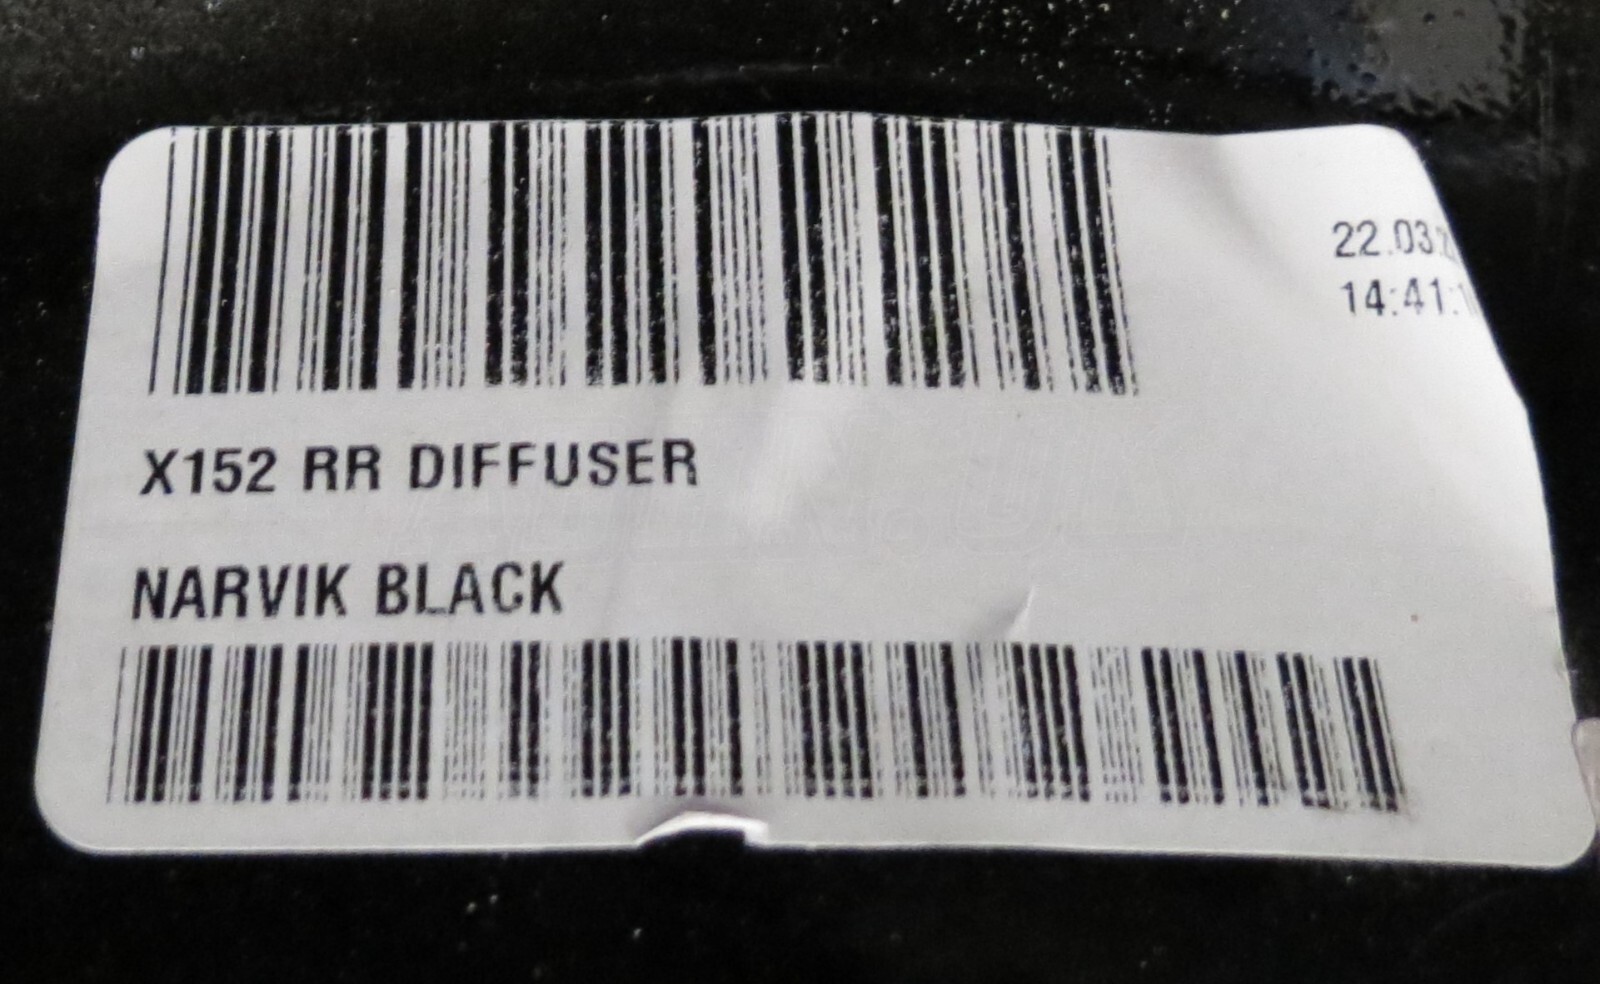 22.03
14:41:
X152 RR DIFFUSER
NARVIK BLACK